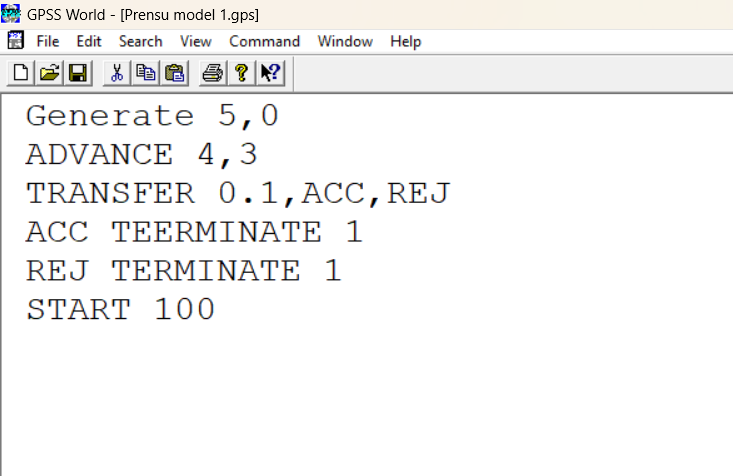 GPSS World - [Prensu model 1.gps]
File Edit Search View Command Window Help
Generate 5,0
ADVANCE 4,3
TRANSFER 0.1,ACC,REJ
ACC TEERMINATE 1
REJ TERMINATE 1
START 100